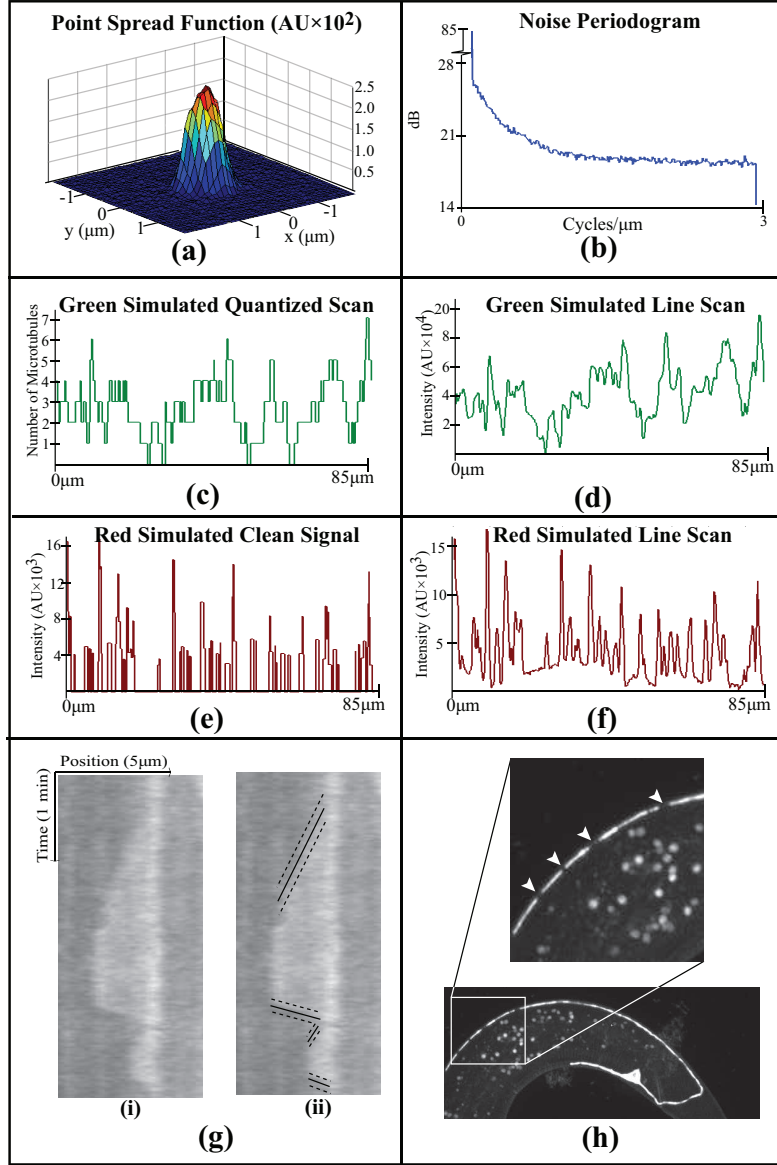 Point Spread Function (AU×10²)
2.5
2.0
1.5
1.0
0.5
-1
0
1
y (μm)
-1
0
1
x (μm)
(a)
Noise Periodogram
85
28
21
14
dB
0
Cycles/μm
3
(b)
Green Simulated Quantized Scan
Number of Microtubules
7
6
5
4
3
2
1
0μm
85μm
(c)
Green Simulated Line Scan
Intensity (AU×10⁴)
20
8
6
4
2
0μm
85μm
(d)
Red Simulated Clean Signal
Intensity (AU×10³)
16
12
8
4
0μm
85μm
(e)
Red Simulated Line Scan
Intensity (AU×10³)
15
10
5
0μm
85μm
(f)
Position (5μm)
Time (1 min)
(i)
(ii)
(g)
(h)